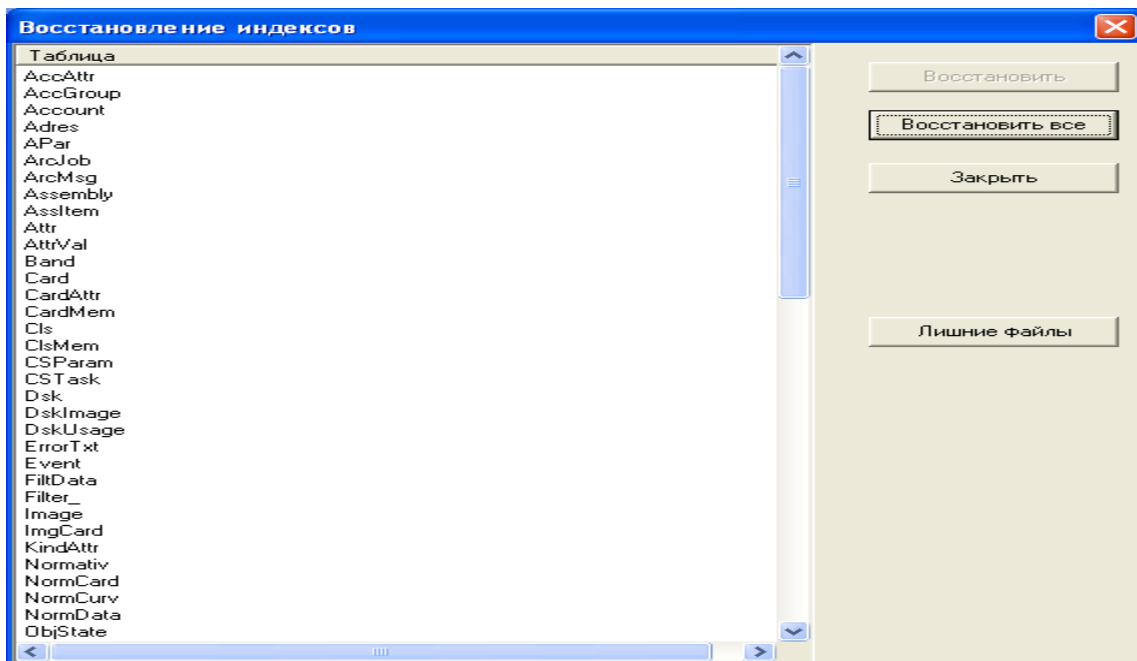 Восстановление индексов
Таблица
AccAttr
AccGroup
Account
Adres
APar
ArcJob
ArcMsg
Assembly
AssItem
Attr
AttrVal
Band
Card
CardAttr
CardMem
Cls
ClsMem
CSParam
CSTask
Dsk
DskImage
DskUsage
ErrorTxt
Event
FiltData
Filter_
Image
ImgCard
KindAttr
Normativ
NormCard
NormCurv
NormData
ObjState
Восстановить
Восстановить все
Закрыть
Лишние файлы